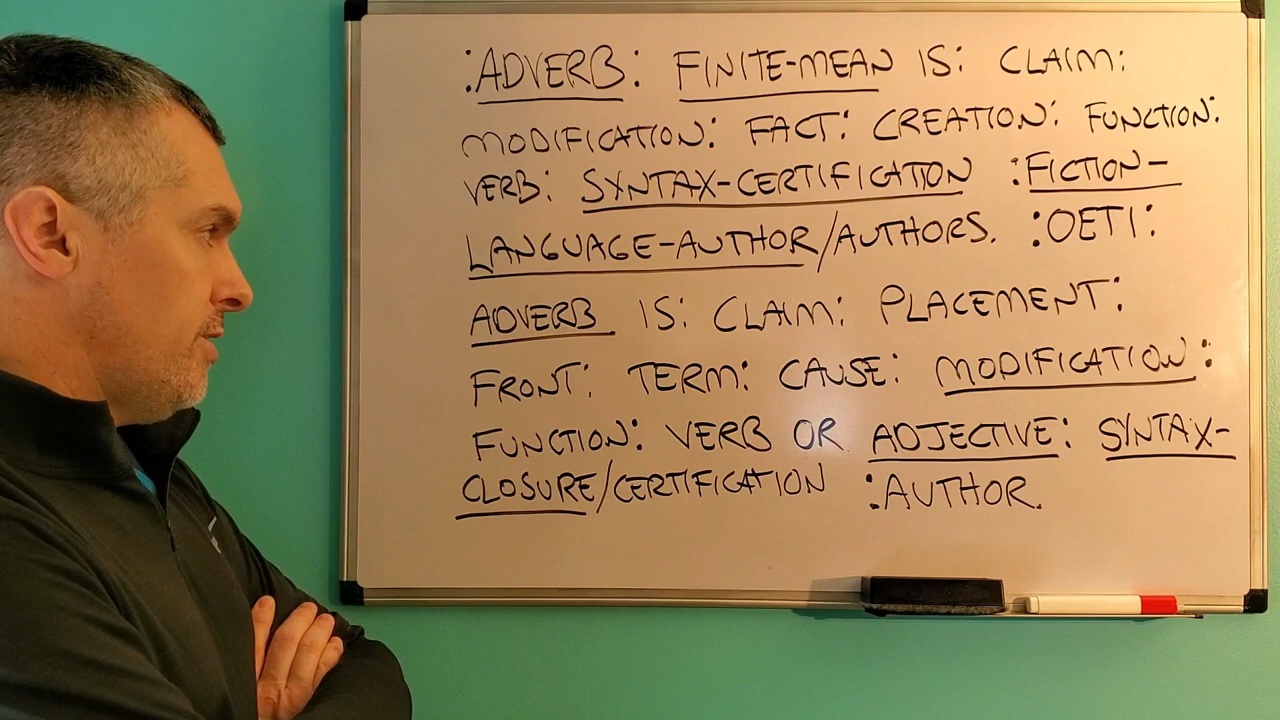 :ADVERB: FINITE-MEAN IS: CLAIM:
MODIFICATION: FACT: CREATION: FUNCTION:
VERB: SYNTAX-CERTIFICATION :FICTION-
LANGUAGE-AUTHOR/AUTHORS. :OETI:
ADVERB IS: CLAIM: PLACEMENT:
FRONT: TERM: CAUSE: MODIFICATION:
FUNCTION: VERB OR ADJECTIVE: SYNTAX-
CLOSURE/CERTIFICATION :AUTHOR.